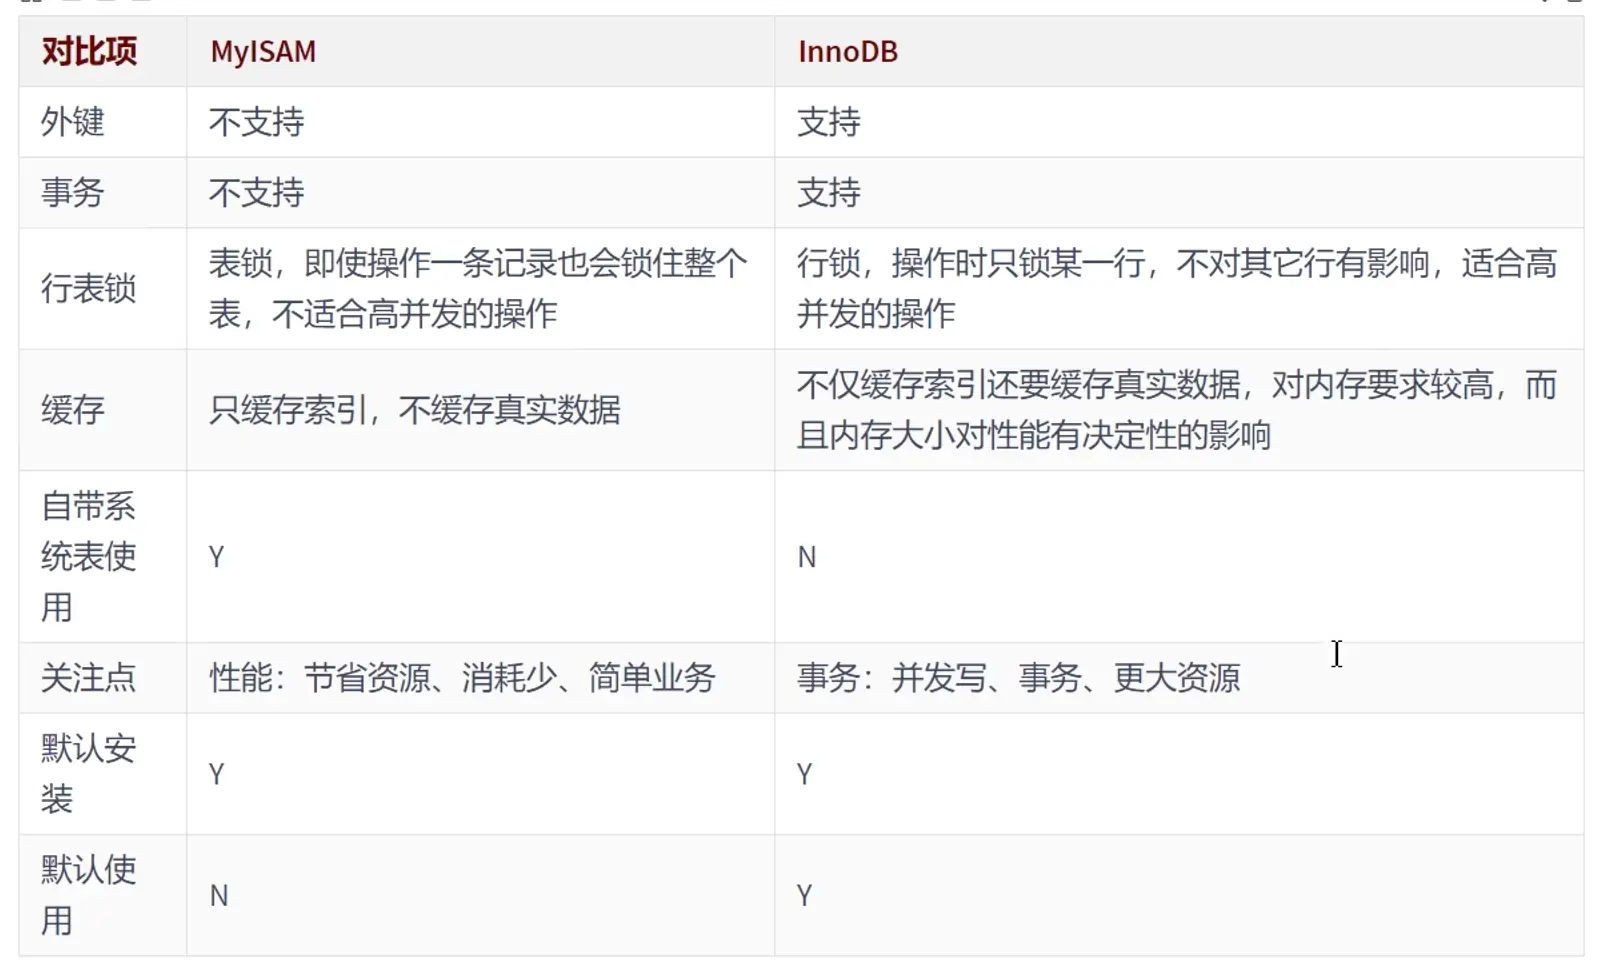 对比项 MyISAM InnoDB
外键 不支持 支持
事务 不支持 支持
行表锁
表锁，即使操作一条记录也会锁住整个
表，不适合高并发的操作
行锁，操作时只锁某一行，不对其它行有影响，适合高
并发的操作
缓存
只缓存索引，不缓存真实数据
不仅缓存索引还要缓存真实数据，对内存要求较高，而
且内存大小对性能有决定性的影响
自带系
统表使
用
Y
N
关注点 性能：节省资源、消耗少、简单业务 事务：并发写、事务、更大资源
默认安
装
Y
Y
默认使
用
N
Y